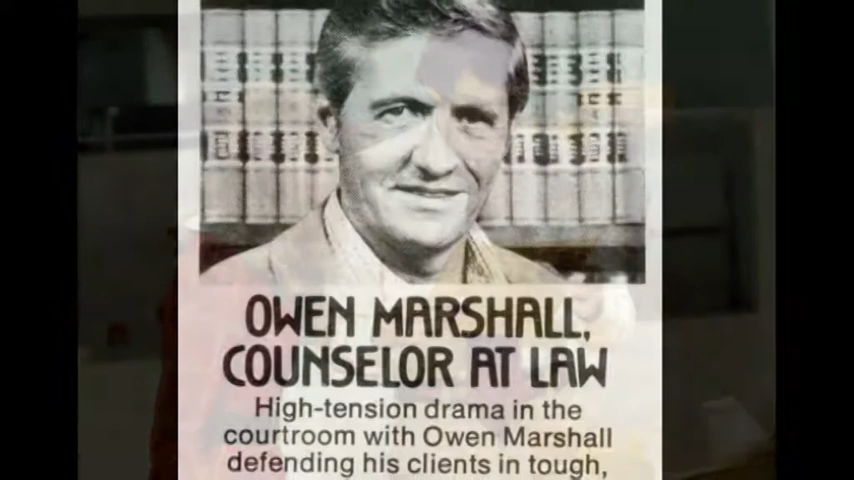 OWEN MARSHALL,
COUNSELOR AT LAW
High-tension drama in the
courtroom with Owen Marshall
defending his clients in tough,